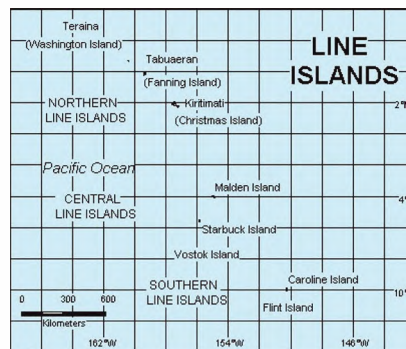 Teraina
(Washington Island)
Tabuaeran
(Fanning Island)
LINE
ISLANDS
NORTHERN
LINE ISLANDS
Kiritimati
(Christmas Island)
2°N
Pacific Ocean
CENTRAL
LINE ISLANDS
Malden Island
4°
Starbuck Island
Vostok Island
SOUTHERN
LINE ISLANDS
Caroline Island
10°
Flint Island
0 300 600
Kilometers
162°W 154°W 146°W